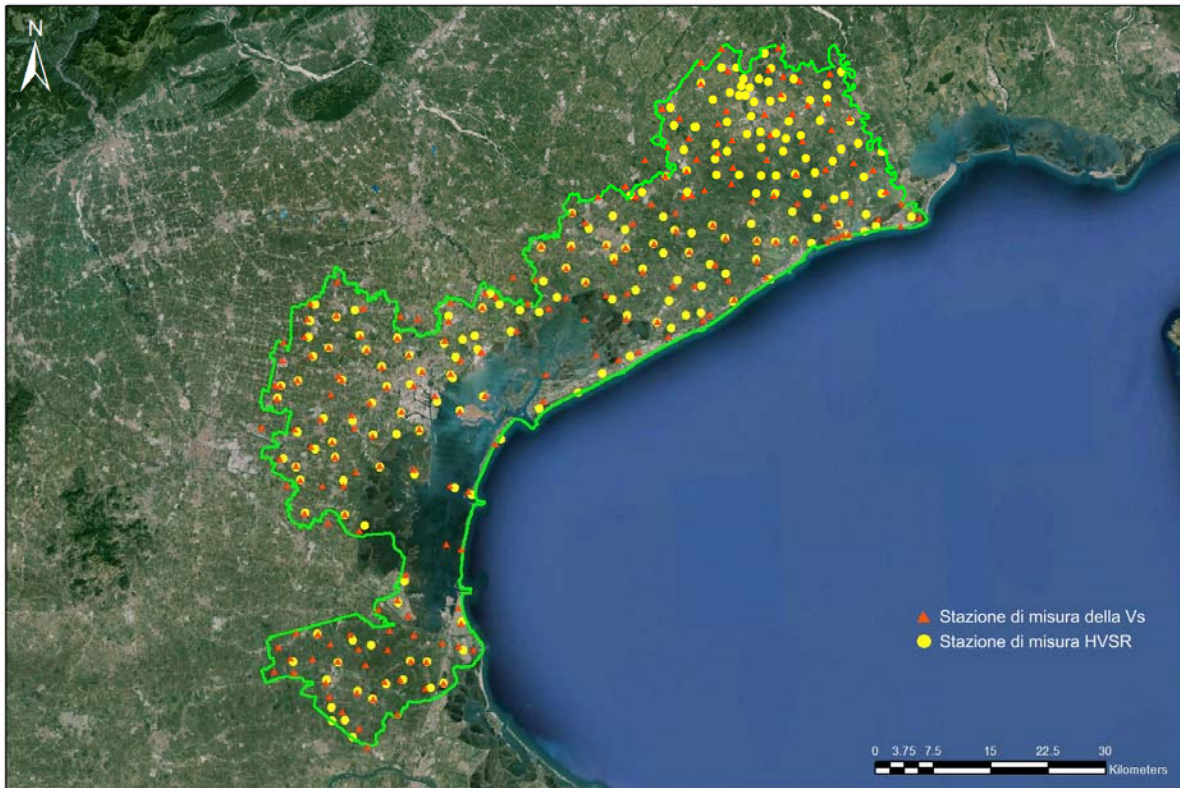 N
Stazione di misura della Vs
Stazione di misura HVSR
0 3.75 7.5 15 22.5 30
Kilometers